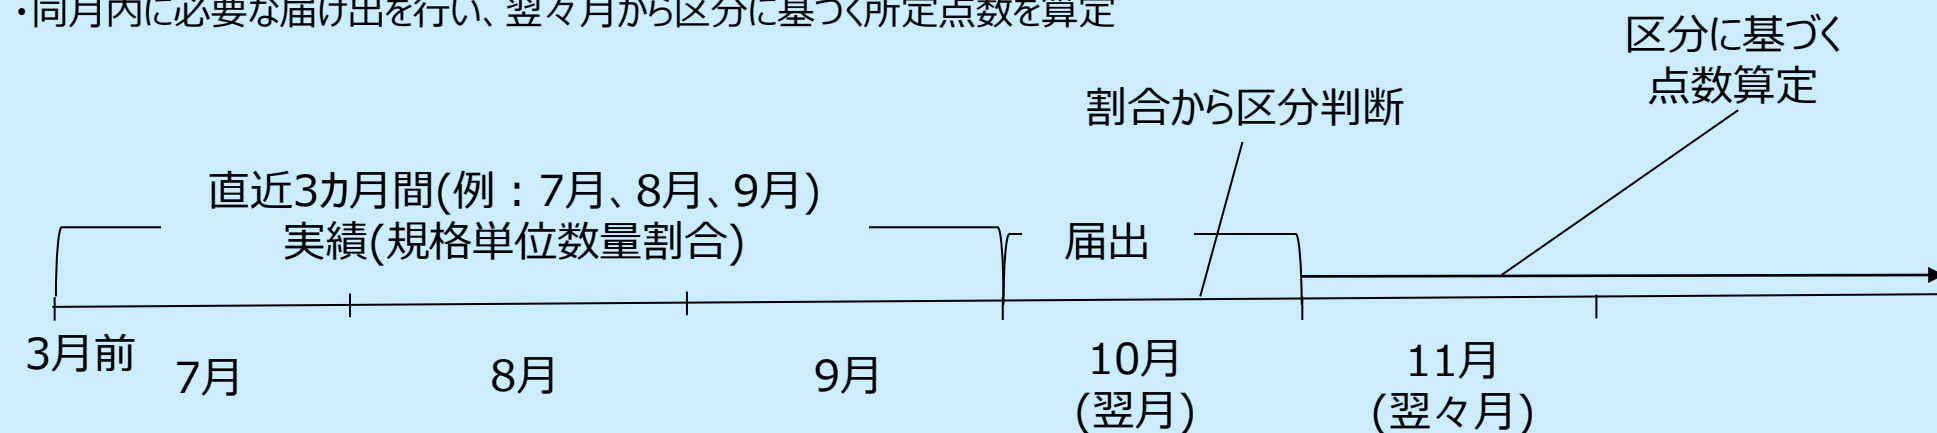 ・同月内に必要な届け出を行い、翌々月から区分に基づく所定点数を算定
区分に基づく
点数算定
割合から区分判断
直近3カ月間(例：7月、8月、9月)
実績(規格単位数量割合)
届出
3月前
7月
8月
9月
10月
(翌月)
11月
(翌々月)